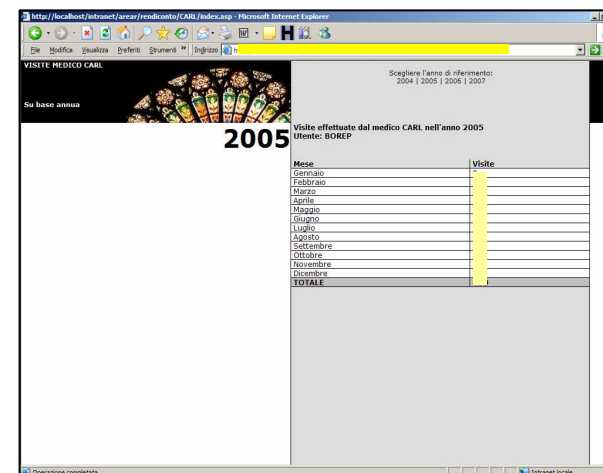 http://localhost/intranet/arear/rendiconto/CARL/index.asp - Microsoft Internet Explorer
File Modifica Visualizza Preferiti Strumenti » Indirizzo
VISITE MEDICO CARL
Su base annua
2005
Scegliere l'anno di riferimento:
2004 | 2005 | 2006 | 2007
Visite effettuate dal medico CARL nell'anno 2005
Utente: BOREP
Mese Visite
Gennaio
Febbraio
Marzo
Aprile
Maggio
Giugno
Luglio
Agosto
Settembre
Ottobre
Novembre
Dicembre
TOTALE
Operazione completata Intranet locale